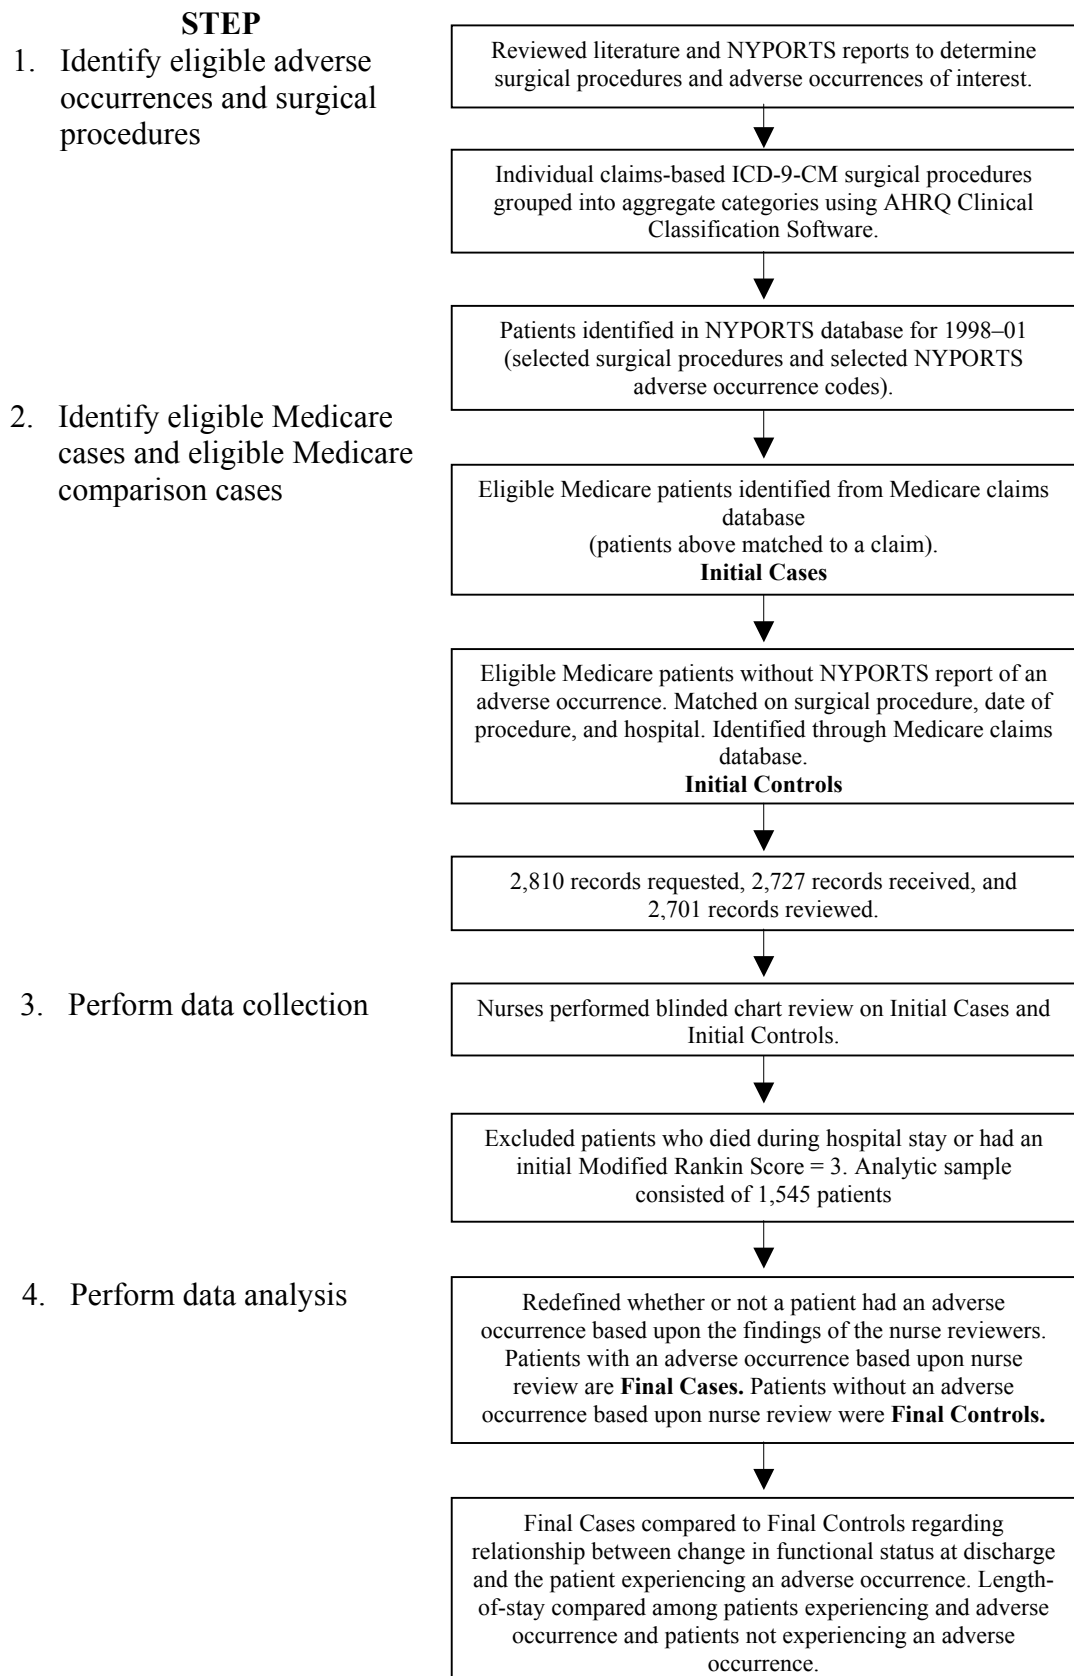 STEP
1. Identify eligible adverse
occurrences and surgical
procedures
Reviewed literature and NYPORTS reports to determine
surgical procedures and adverse occurrences of interest.
Individual claims-based ICD-9-CM surgical procedures
grouped into aggregate categories using AHRQ Clinical
Classification Software.
Patients identified in NYPORTS database for 1998–01
(selected surgical procedures and selected NYPORTS
adverse occurrence codes).
2. Identify eligible Medicare
cases and eligible Medicare
comparison cases
Eligible Medicare patients identified from Medicare claims
database
(patients above matched to a claim).
Initial Cases
Eligible Medicare patients without NYPORTS report of an
adverse occurrence. Matched on surgical procedure, date of
procedure, and hospital. Identified through Medicare claims
database.
Initial Controls
2,810 records requested, 2,727 records received, and
2,701 records reviewed.
3. Perform data collection
Nurses performed blinded chart review on Initial Cases and
Initial Controls.
Excluded patients who died during hospital stay or had an
initial Modified Rankin Score = 3. Analytic sample
consisted of 1,545 patients
4. Perform data analysis
Redefined whether or not a patient had an adverse
occurrence based upon the findings of the nurse reviewers.
Patients with an adverse occurrence based upon nurse
review are Final Cases. Patients without an adverse
occurrence based upon nurse review were Final Controls.
Final Cases compared to Final Controls regarding
relationship between change in functional status at discharge
and the patient experiencing an adverse occurrence. Length-
of-stay compared among patients experiencing and adverse
occurrence and patients not experiencing an adverse
occurrence.